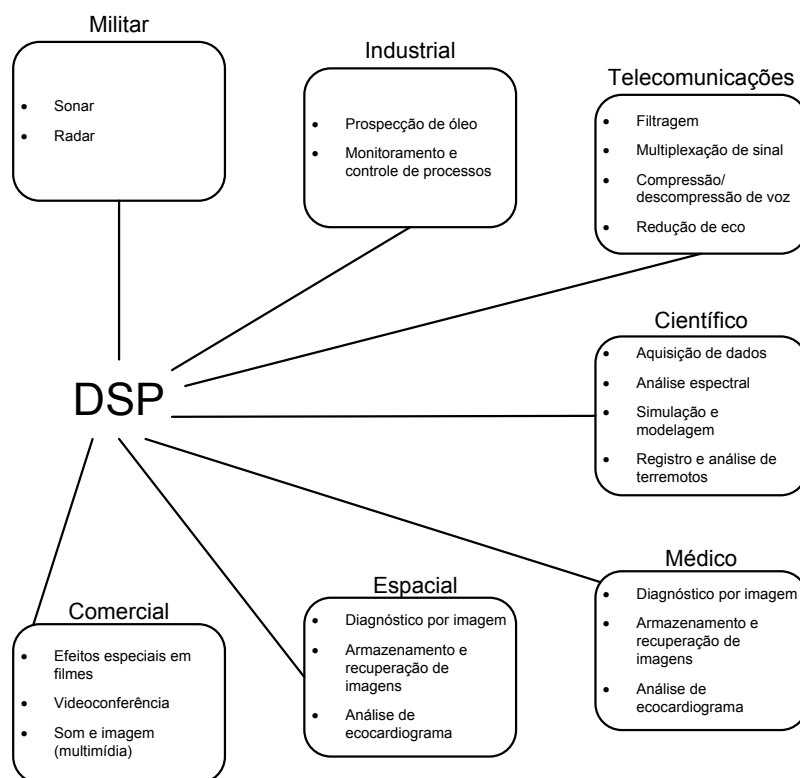 Militar
• Sonar
• Radar
Industrial
• Prospecção de óleo
• Monitoramento e
controle de processos
Telecomunicações
• Filtragem
• Multiplexação de sinal
• Compressão/
descompressão de voz
• Redução de eco
DSP
Científico
• Aquisição de dados
• Análise espectral
• Simulação e
modelagem
• Registro e análise de
terremotos
Comercial
• Efeitos especiais em
filmes
• Videoconferência
• Som e imagem
(multimídia)
Espacial
• Diagnóstico por imagem
• Armazenamento e
recuperação de
imagens
• Análise de
ecocardiograma
Médico
• Diagnóstico por imagem
• Armazenamento e
recuperação de
imagens
• Análise de
ecocardiograma